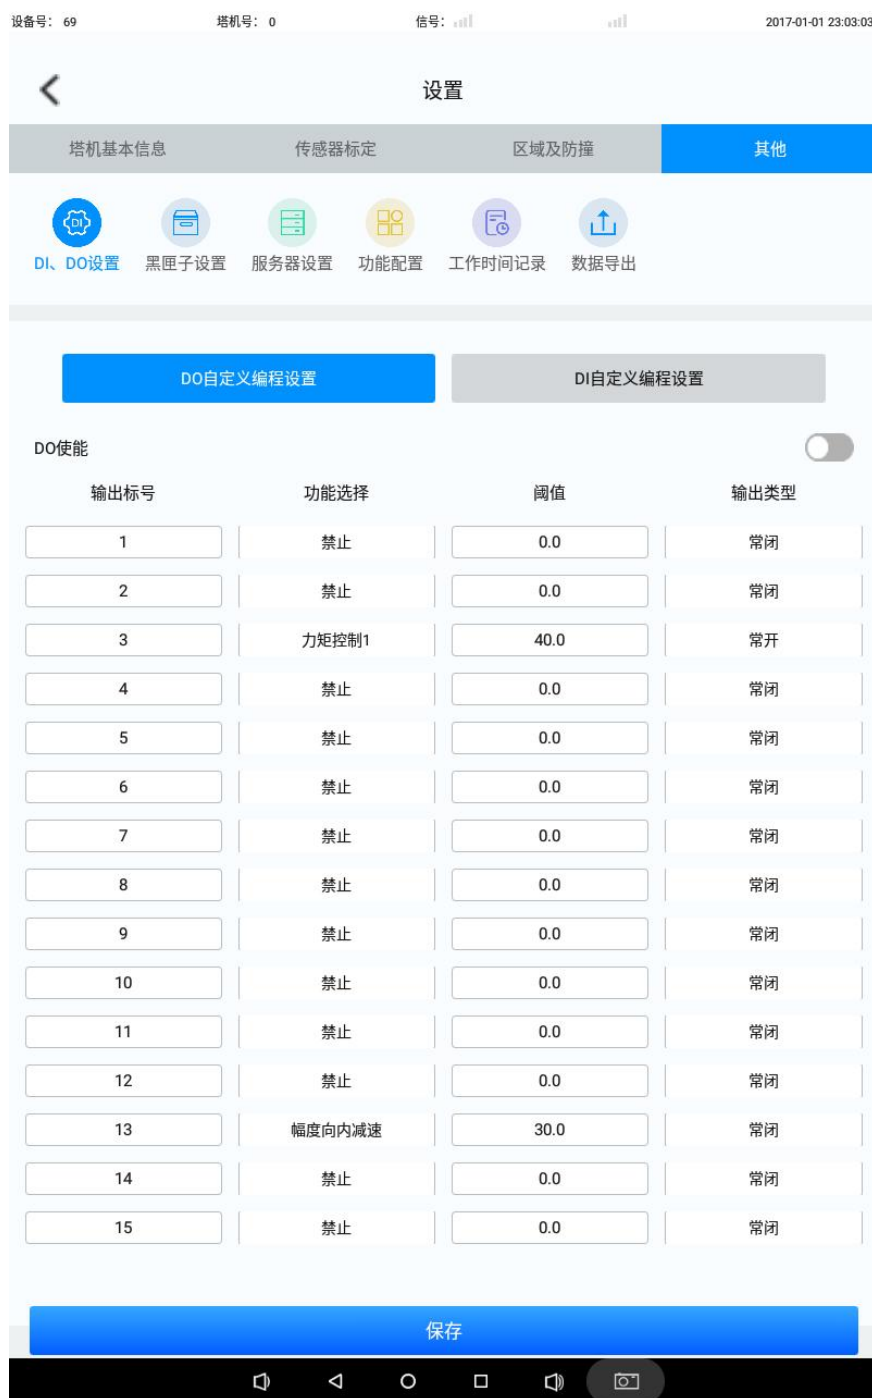 设备号： 69 塔机号： 0 信号： 2017-01-01 23:03:03
设置
塔机基本信息 传感器标定 区域及防撞 其他
DI
DI、DO设置 黑匣子设置 服务器设置 功能配置 工作时间记录 数据导出
DO自定义编程设置 DI自定义编程设置
DO使能
输出标号 功能选择 阈值 输出类型
1 禁止 0.0 常闭
2 禁止 0.0 常闭
3 力矩控制1 40.0 常开
4 禁止 0.0 常闭
5 禁止 0.0 常闭
6 禁止 0.0 常闭
7 禁止 0.0 常闭
8 禁止 0.0 常闭
9 禁止 0.0 常闭
10 禁止 0.0 常闭
11 禁止 0.0 常闭
12 禁止 0.0 常闭
13 幅度向内减速 30.0 常闭
14 禁止 0.0 常闭
15 禁止 0.0 常闭
保存